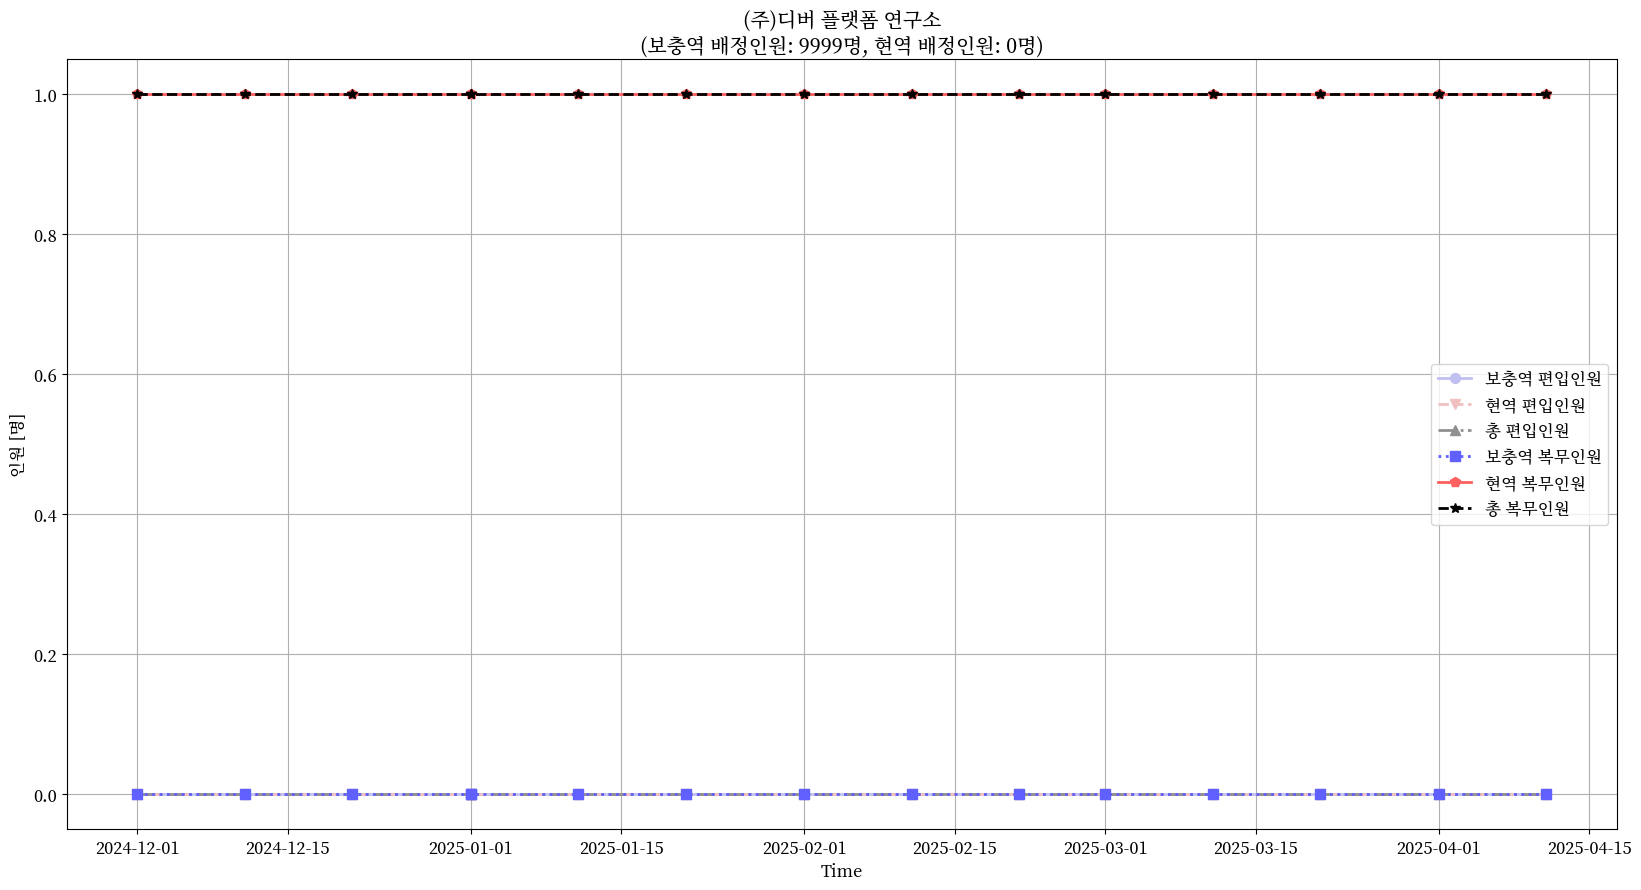 (주)디버 플랫폼 연구소
(보충역 배정인원: 9999명, 현역 배정인원: 0명)
인원 [명]
1.0
0.8
0.6
0.4
0.2
0.0
보충역 편입인원
현역 편입인원
총 편입인원
보충역 복무인원
현역 복무인원
총 복무인원
2024-12-01
2024-12-15
2025-01-01
2025-01-15
2025-02-01
2025-02-15
2025-03-01
2025-03-15
2025-04-01
2025-04-15
Time